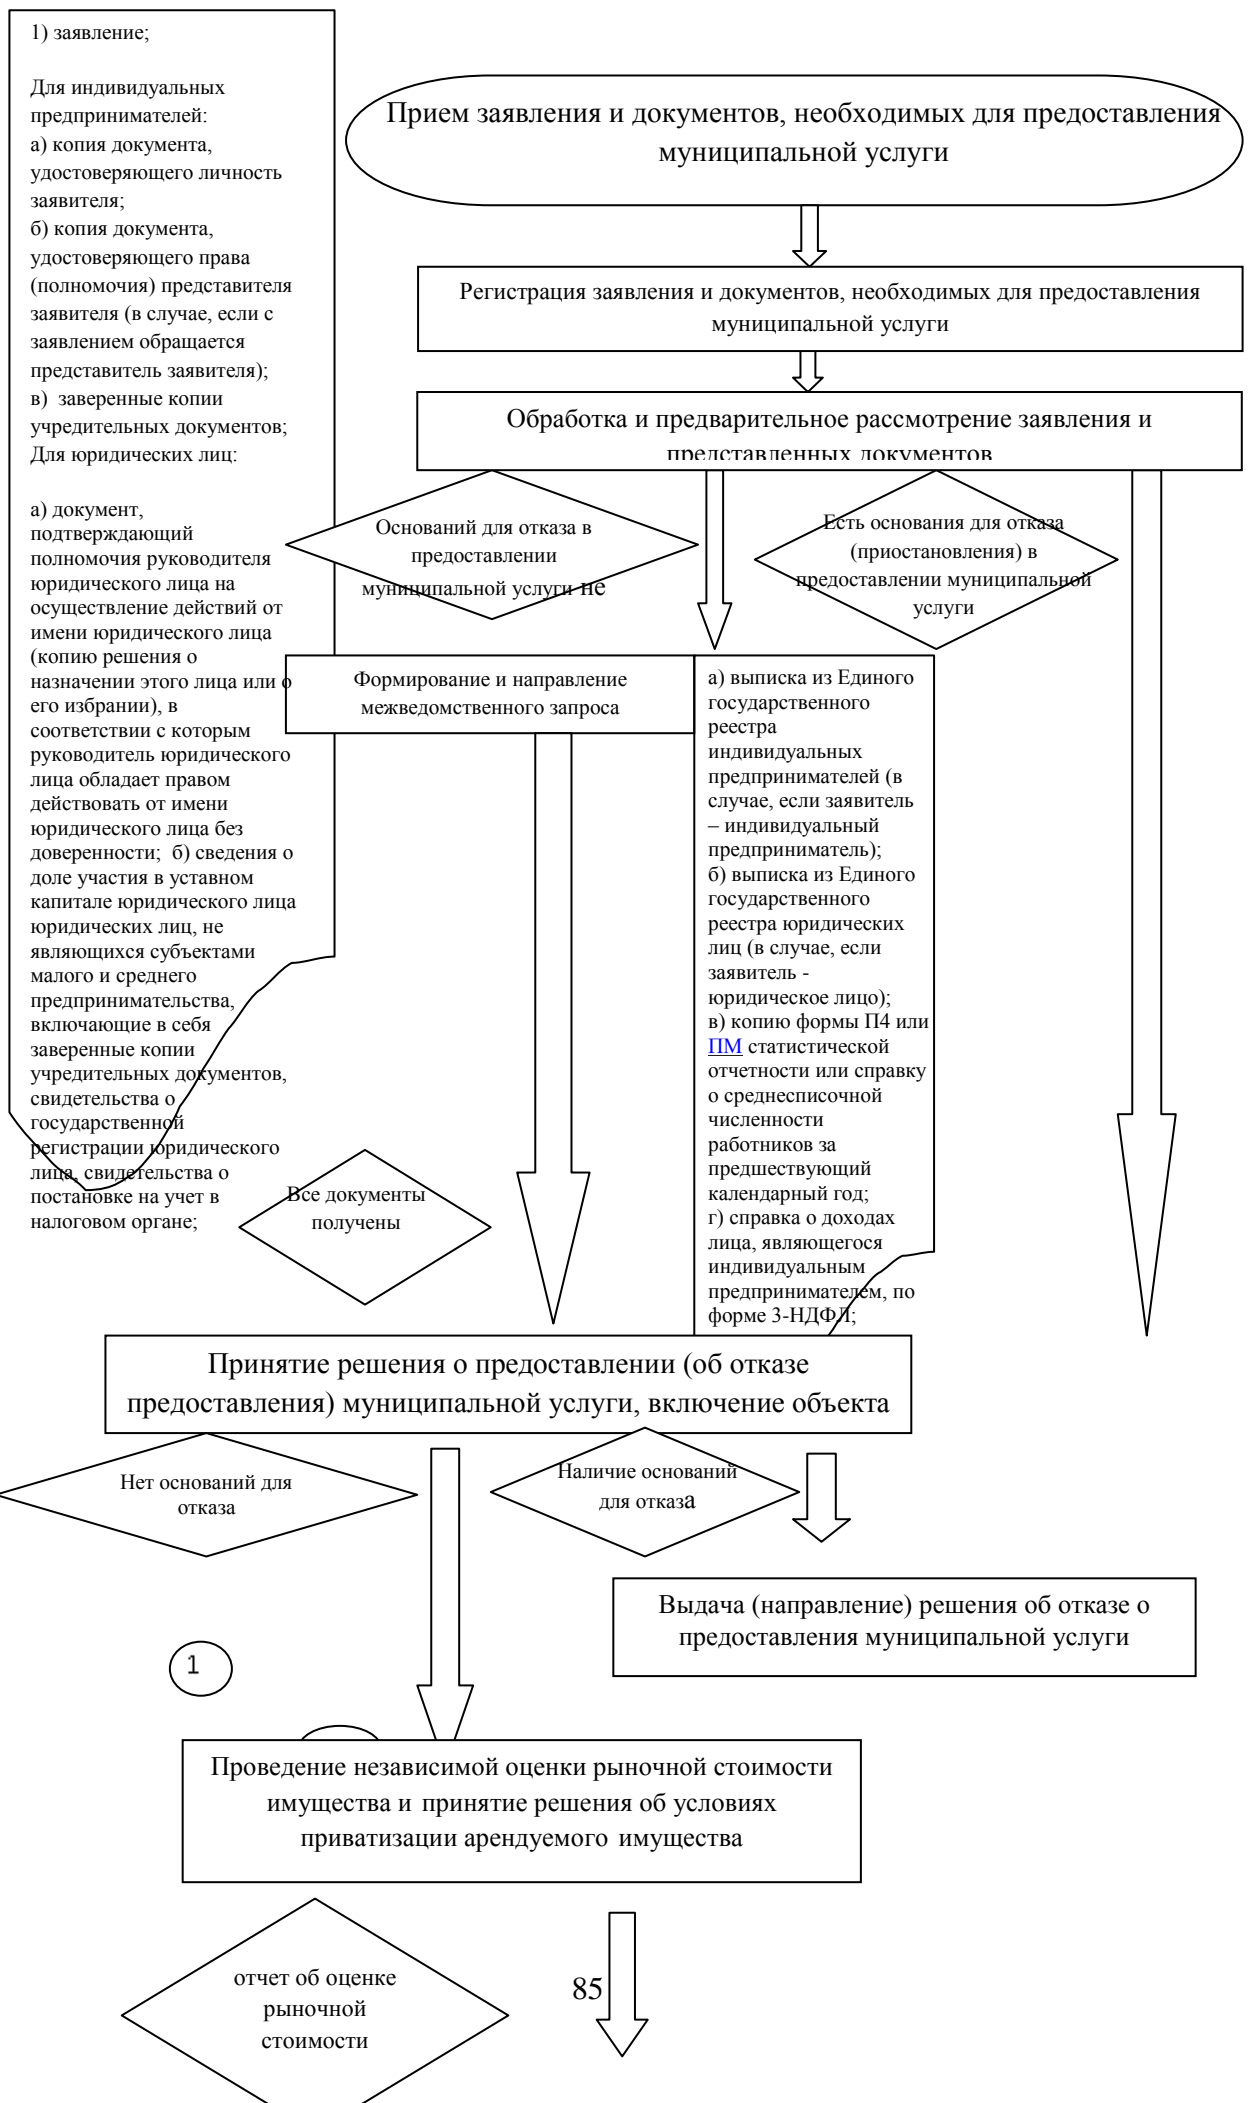 1) заявление;
Для индивидуальных
предпринимателей:
а) копия документа,
удостоверяющего личность
заявителя;
б) копия документа,
удостоверяющего права
(полномочия) представителя
заявителя (в случае, если с
заявлением обращается
представитель заявителя);
в) заверенные копии
учредительных документов;
Для юридических лиц:
а) документ,
подтверждающий
полномочия руководителя
юридического лица на
осуществление действий от
имени юридического лица
(копию решения о
назначении этого лица или о
его избрании), в
соответствии с которым
руководитель юридического
лица обладает правом
действовать от имени
юридического лица без
доверенности; б) сведения о
доле участия в уставном
капитале юридического лица
юридических лиц, не
являющихся субъектами
малого и среднего
предпринимательства,
включающие в себя
заверенные копии
учредительных документов,
свидетельства о
государственной
регистрации юридического
лица, свидетельства о
постановке на учет в
налоговом органе;
Прием заявления и документов, необходимых для предоставления
муниципальной услуги
Регистрация заявления и документов, необходимых для предоставления
муниципальной услуги
Обработка и предварительное рассмотрение заявления и
представленных документов
Оснований для отказа в
предоставлении
муниципальной услуги не
Есть основания для отказа
(приостановления) в
предоставлении муниципальной
услуги
Формирование и направление
межведомственного запроса
а) выписка из Единого
государственного
реестра
индивидуальных
предпринимателей (в
случае, если заявитель
– индивидуальный
предприниматель);
б) выписка из Единого
государственного
реестра юридических
лиц (в случае, если
заявитель -
юридическое лицо);
в) копию формы П4 или
ПМ статистической
отчетности или справку
о среднесписочной
численности
работников за
предшествующий
календарный год;
г) справка о доходах
лица, являющегося
индивидуальным
предпринимателем, по
форме 3-НДФЛ;
Все документы
получены
Принятие решения о предоставлении (об отказе
предоставления) муниципальной услуги, включение объекта
Нет оснований для
отказа
Наличие оснований
для отказа
Выдача (направление) решения об отказе о
предоставления муниципальной услуги
1
Проведение независимой оценки рыночной стоимости
имущества и принятие решения об условиях
приватизации арендуемого имущества
отчет об оценке
рыночной
стоимости
85